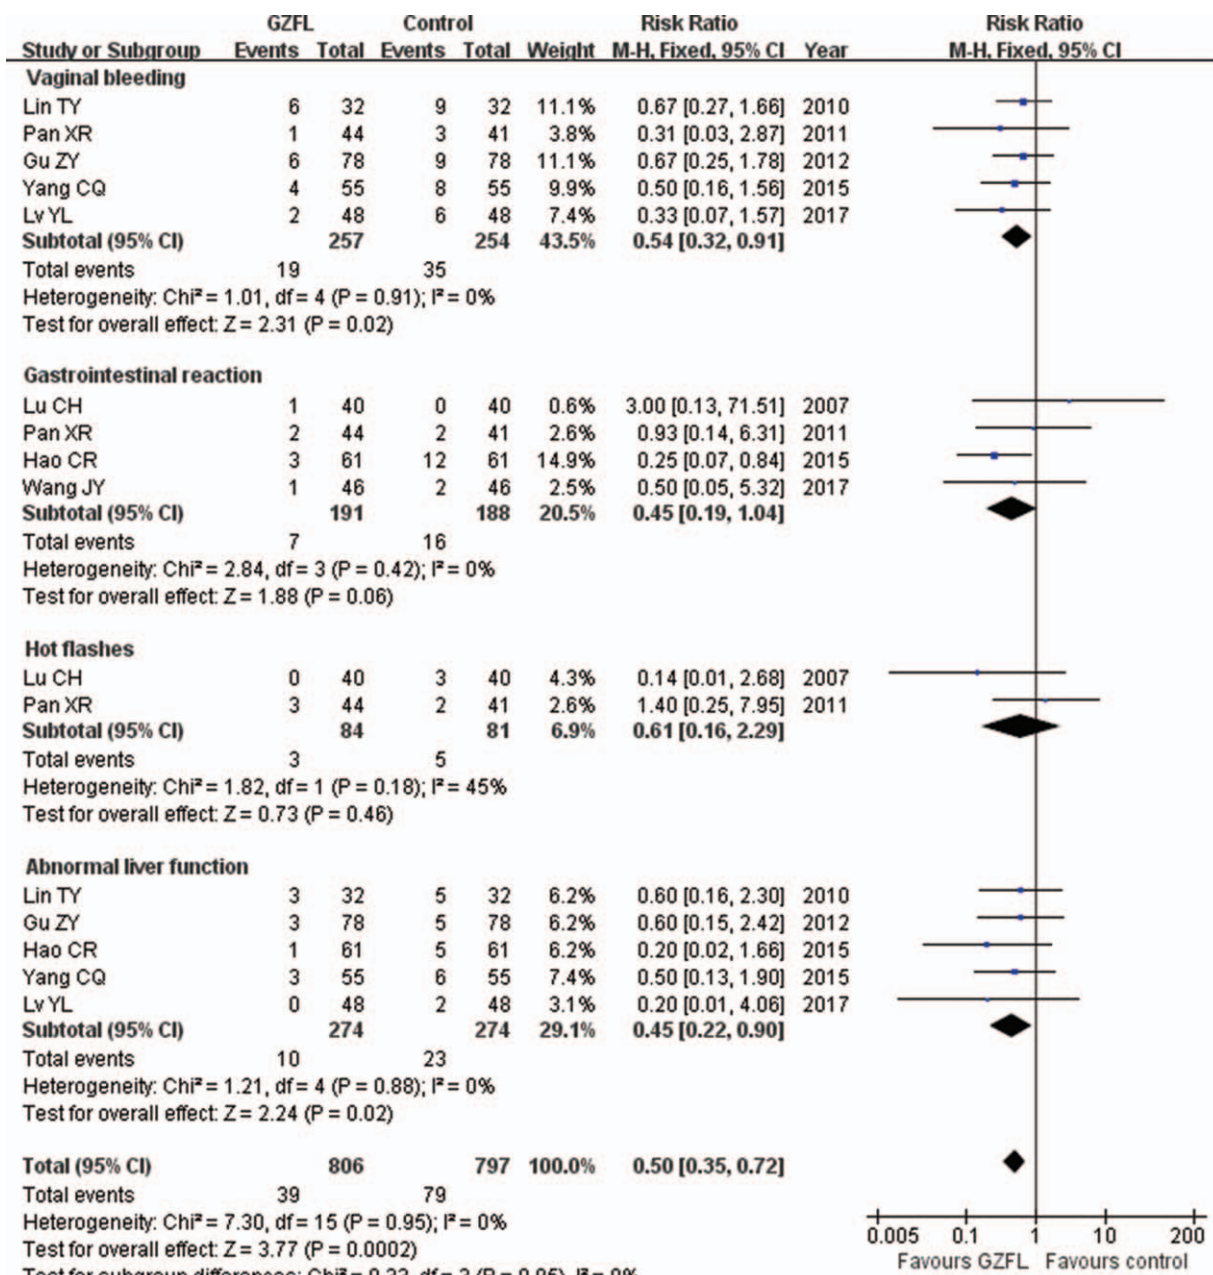 GZFL Control Risk Ratio Risk Ratio
Study or Subgroup Events Total Events Total Weight M-H, Fixed, 95% CI Year M-H, Fixed, 95% CI
Vaginal bleeding
Lin TY 6 32 9 32 11.1% 0.67 [0.27, 1.66] 2010
Pan XR 1 44 3 41 3.8% 0.31 [0.03, 2.87] 2011
Gu ZY 6 78 9 78 11.1% 0.67 [0.25, 1.78] 2012
Yang CQ 4 55 8 55 9.9% 0.50 [0.16, 1.56] 2015
Lv YL 2 48 6 48 7.4% 0.33 [0.07, 1.57] 2017
Subtotal (95% CI) 257 254 43.5% 0.54 [0.32, 0.91]
Total events 19 35
Heterogeneity: Chi² = 1.01, df = 4 (P = 0.91); I² = 0%
Test for overall effect: Z = 2.31 (P = 0.02)
Gastrointestinal reaction
Lu CH 1 40 0 40 0.6% 3.00 [0.13, 71.51] 2007
Pan XR 2 44 2 41 2.6% 0.93 [0.14, 6.31] 2011
Hao CR 3 61 12 61 14.9% 0.25 [0.07, 0.84] 2015
Wang JY 1 46 2 46 2.5% 0.50 [0.05, 5.32] 2017
Subtotal (95% CI) 191 188 20.5% 0.45 [0.19, 1.04]
Total events 7 16
Heterogeneity: Chi² = 2.84, df = 3 (P = 0.42); I² = 0%
Test for overall effect: Z = 1.88 (P = 0.06)
Hot flashes
Lu CH 0 40 3 40 4.3% 0.14 [0.01, 2.68] 2007
Pan XR 3 44 2 41 2.6% 1.40 [0.25, 7.95] 2011
Subtotal (95% CI) 84 81 6.9% 0.61 [0.16, 2.29]
Total events 3 5
Heterogeneity: Chi² = 1.82, df = 1 (P = 0.18); I² = 45%
Test for overall effect: Z = 0.73 (P = 0.46)
Abnormal liver function
Lin TY 3 32 5 32 6.2% 0.60 [0.16, 2.30] 2010
Gu ZY 3 78 5 78 6.2% 0.60 [0.15, 2.42] 2012
Hao CR 1 61 5 61 6.2% 0.20 [0.02, 1.66] 2015
Yang CQ 3 55 6 55 7.4% 0.50 [0.13, 1.90] 2015
Lv YL 0 48 2 48 3.1% 0.20 [0.01, 4.06] 2017
Subtotal (95% CI) 274 274 29.1% 0.45 [0.22, 0.90]
Total events 10 23
Heterogeneity: Chi² = 1.21, df = 4 (P = 0.88); I² = 0%
Test for overall effect: Z = 2.24 (P = 0.02)
Total (95% CI) 806 797 100.0% 0.50 [0.35, 0.72]
Total events 39 79
Heterogeneity: Chi² = 7.30, df = 15 (P = 0.95); I² = 0%
0.005 0.1 1 10 200
Test for overall effect: Z = 3.77 (P = 0.0002)
Favours GZFL Favours control
Test for subgroup differences: Chi² = 0.33, df = 3 (P = 0.95), I² = 0%